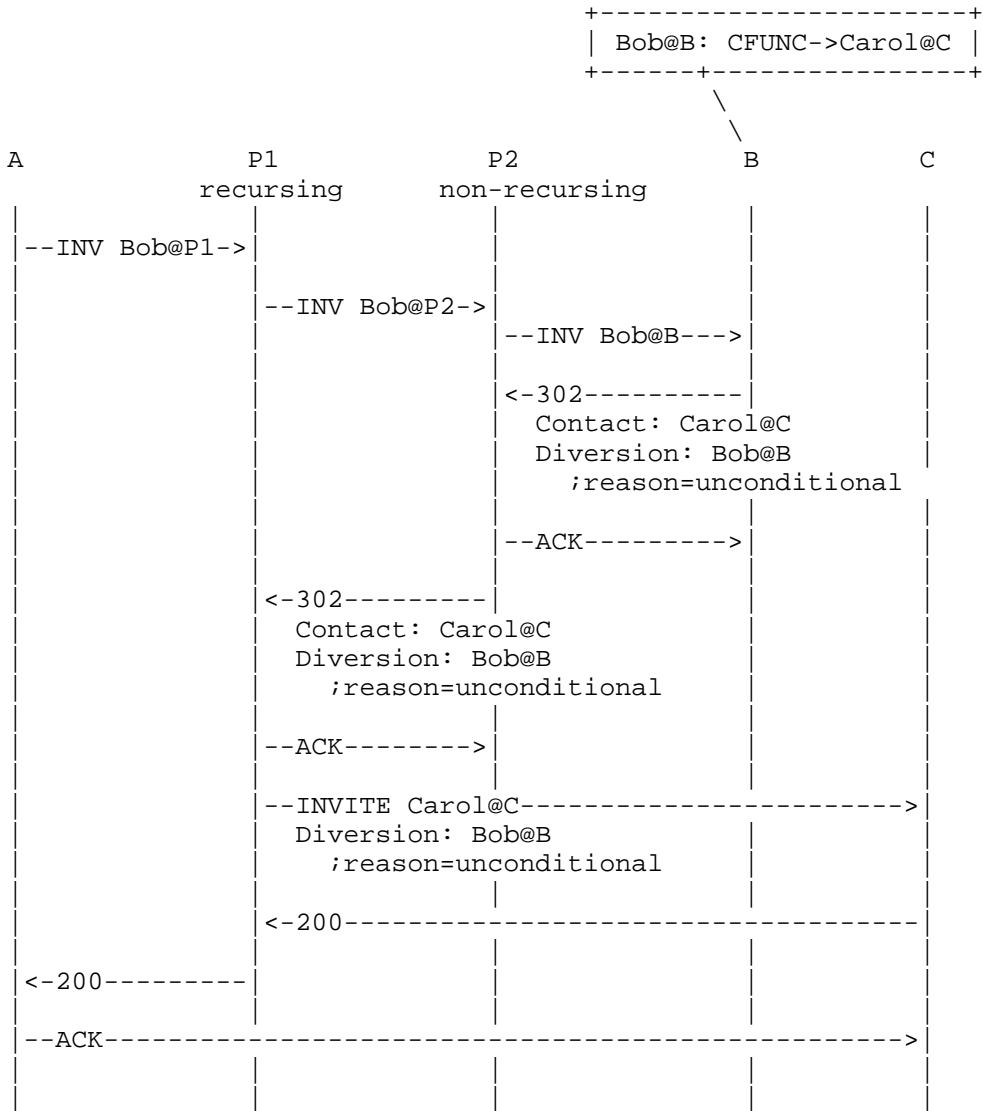 Bob@B: CFUNC->Carol@C
A P1 P2 B C
recursing non-recursing
--INV Bob@P1->
--INV Bob@P2->
--INV Bob@B--->
<-302----------
Contact: Carol@C
Diversion: Bob@B
;reason=unconditional
--ACK--------->
<-302---------
Contact: Carol@C
Diversion: Bob@B
;reason=unconditional
--ACK-------->
--INVITE Carol@C------------------------>
Diversion: Bob@B
;reason=unconditional
<-200------------------------------------
<-200---------
--ACK---------------------------------------------------->